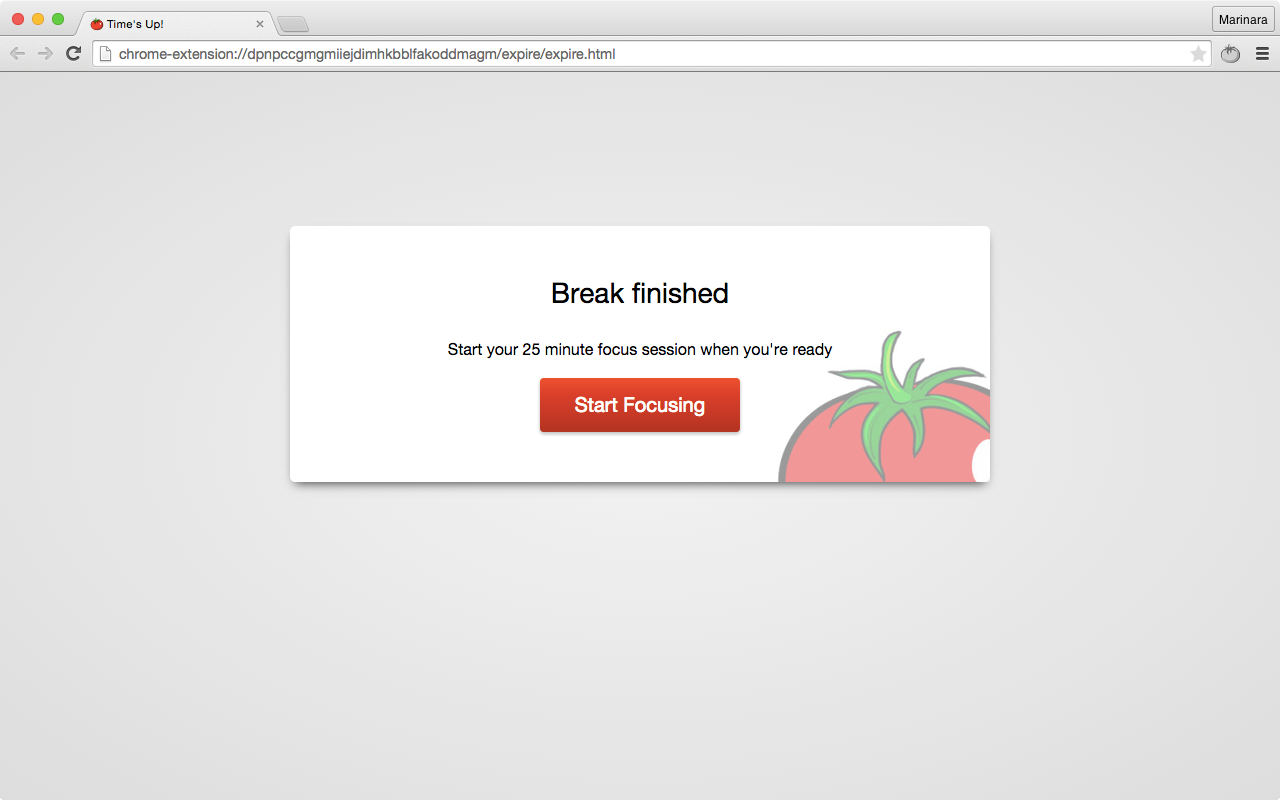 Time's Up!
Marinara
chrome-extension://dpnpccgmgmiiejdimhkbblfakoddmagm/expire/expire.html
Break finished
Start your 25 minute focus session when you're ready
Start Focusing